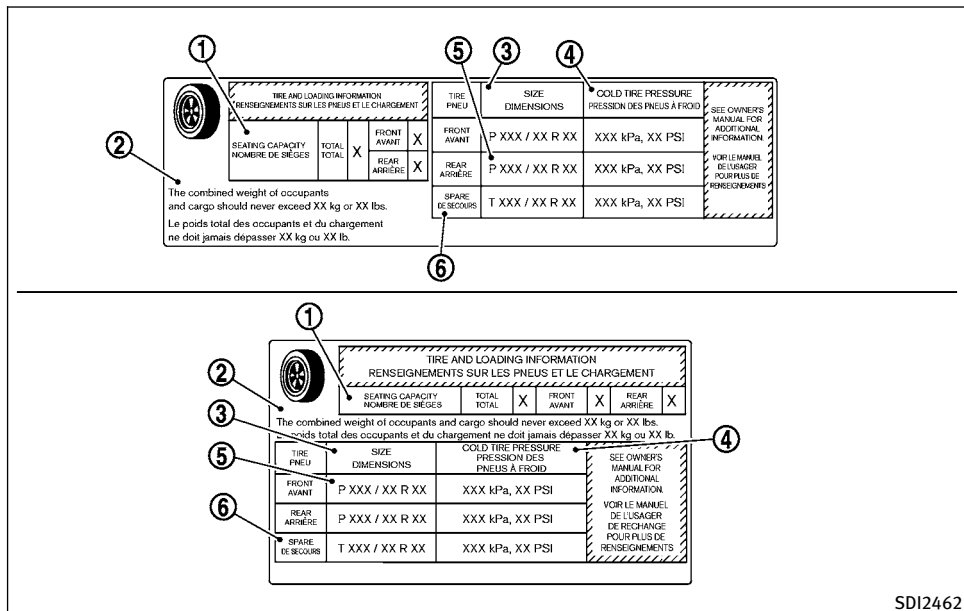 ① ⑤ ③ ④
TIRE AND LOADING INFORMATION
RENSEIGNEMENTS SUR LES PNEUS ET LE CHARGEMENT
SEATING CAPACITY
NOMBRE DE SIÈGES
TOTAL
TOTAL
X
FRONT
AVANT
X
REAR
ARRIÈRE
X
②
The combined weight of occupants
and cargo should never exceed XX kg or XX lbs.
Le poids total des occupants et du chargement
ne doit jamais dépasser XX kg ou XX lb.
TIRE
PNEU
SIZE
DIMENSIONS
COLD TIRE PRESSURE
PRESSION DES PNEUS À FROID
FRONT
AVANT
P XXX / XX R XX
XXX kPa, XX PSI
REAR
ARRIÈRE
P XXX / XX R XX
XXX kPa, XX PSI
SPARE
DE SECOURS
T XXX / XX R XX
XXX kPa, XX PSI
SEE OWNER'S
MANUAL FOR
ADDITIONAL
INFORMATION.
VOIR LE MANUEL
DE L'USAGER
POUR PLUS DE
RENSEIGNEMENTS
⑥
①
TIRE AND LOADING INFORMATION
RENSEIGNEMENTS SUR LES PNEUS ET LE CHARGEMENT
②
SEATING CAPACITY
NOMBRE DE SIÈGES
TOTAL
TOTAL
X
FRONT
AVANT
X
REAR
ARRIÈRE
X
The combined weight of occupants and cargo should never exceed XX kg or XX lbs.
Le poids total des occupants et du chargement ne doit jamais dépasser XX kg ou XX lb.
③
④
TIRE
PNEU
SIZE
DIMENSIONS
COLD TIRE PRESSURE
PRESSION DES
PNEUS À FROID
⑤
FRONT
AVANT
P XXX / XX R XX
XXX kPa, XX PSI
REAR
ARRIÈRE
P XXX / XX R XX
XXX kPa, XX PSI
⑥
SPARE
DE SECOURS
T XXX / XX R XX
XXX kPa, XX PSI
SEE OWNER'S
MANUAL FOR
ADDITIONAL
INFORMATION.
VOIR LE MANUEL
DE L'USAGER
DE RECHANGE
POUR PLUS DE
RENSEIGNEMENTS
SDI2462